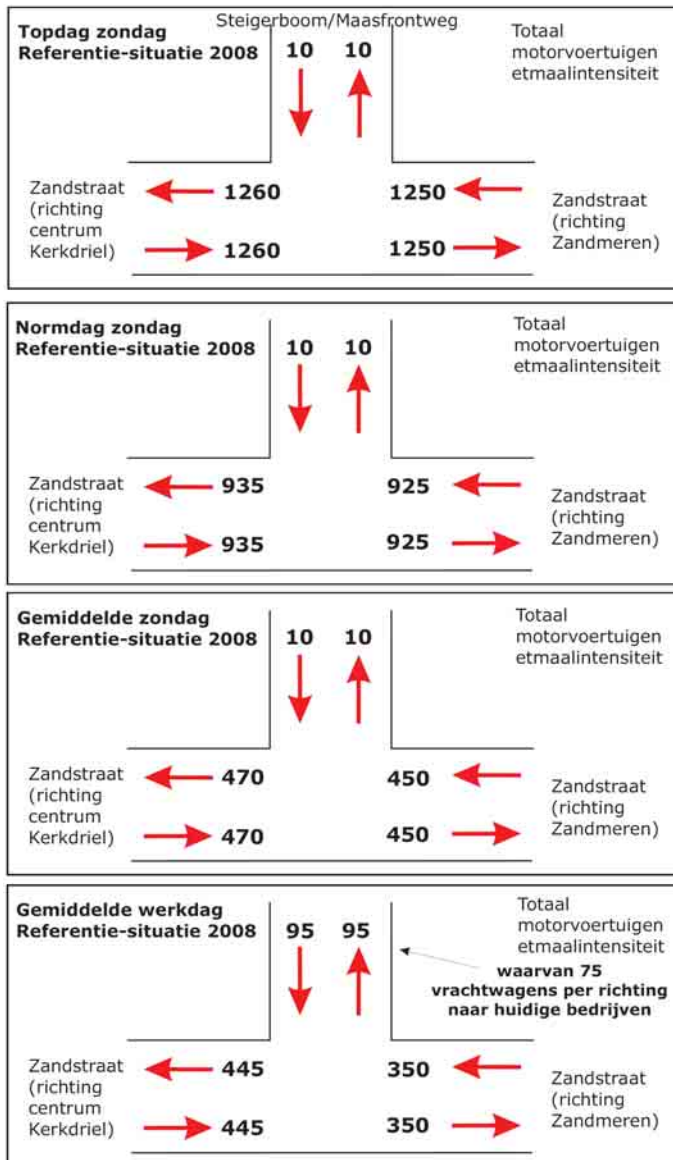 Steigerboom/Maasfrontweg
Topdag zondag
Referentie-situatie 2008
10 10
Totaal
motorvoertuigen
etmaalintensiteit
Zandstraat
(richting
centrum
Kerkdriel)
1260 1250
1260 1250
Zandstraat
(richting
Zandmeren)
Normdag zondag
Referentie-situatie 2008
10 10
Totaal
motorvoertuigen
etmaalintensiteit
Zandstraat
(richting
centrum
Kerkdriel)
935 925
935 925
Zandstraat
(richting
Zandmeren)
Gemiddelde zondag
Referentie-situatie 2008
10 10
Totaal
motorvoertuigen
etmaalintensiteit
Zandstraat
(richting
centrum
Kerkdriel)
470 450
470 450
Zandstraat
(richting
Zandmeren)
Gemiddelde werkdag
Referentie-situatie 2008
95 95
Totaal
motorvoertuigen
etmaalintensiteit
waarvan 75
vrachtwagens per richting
naar huidige bedrijven
Zandstraat
(richting
centrum
Kerkdriel)
445 350
445 350
Zandstraat
(richting
Zandmeren)